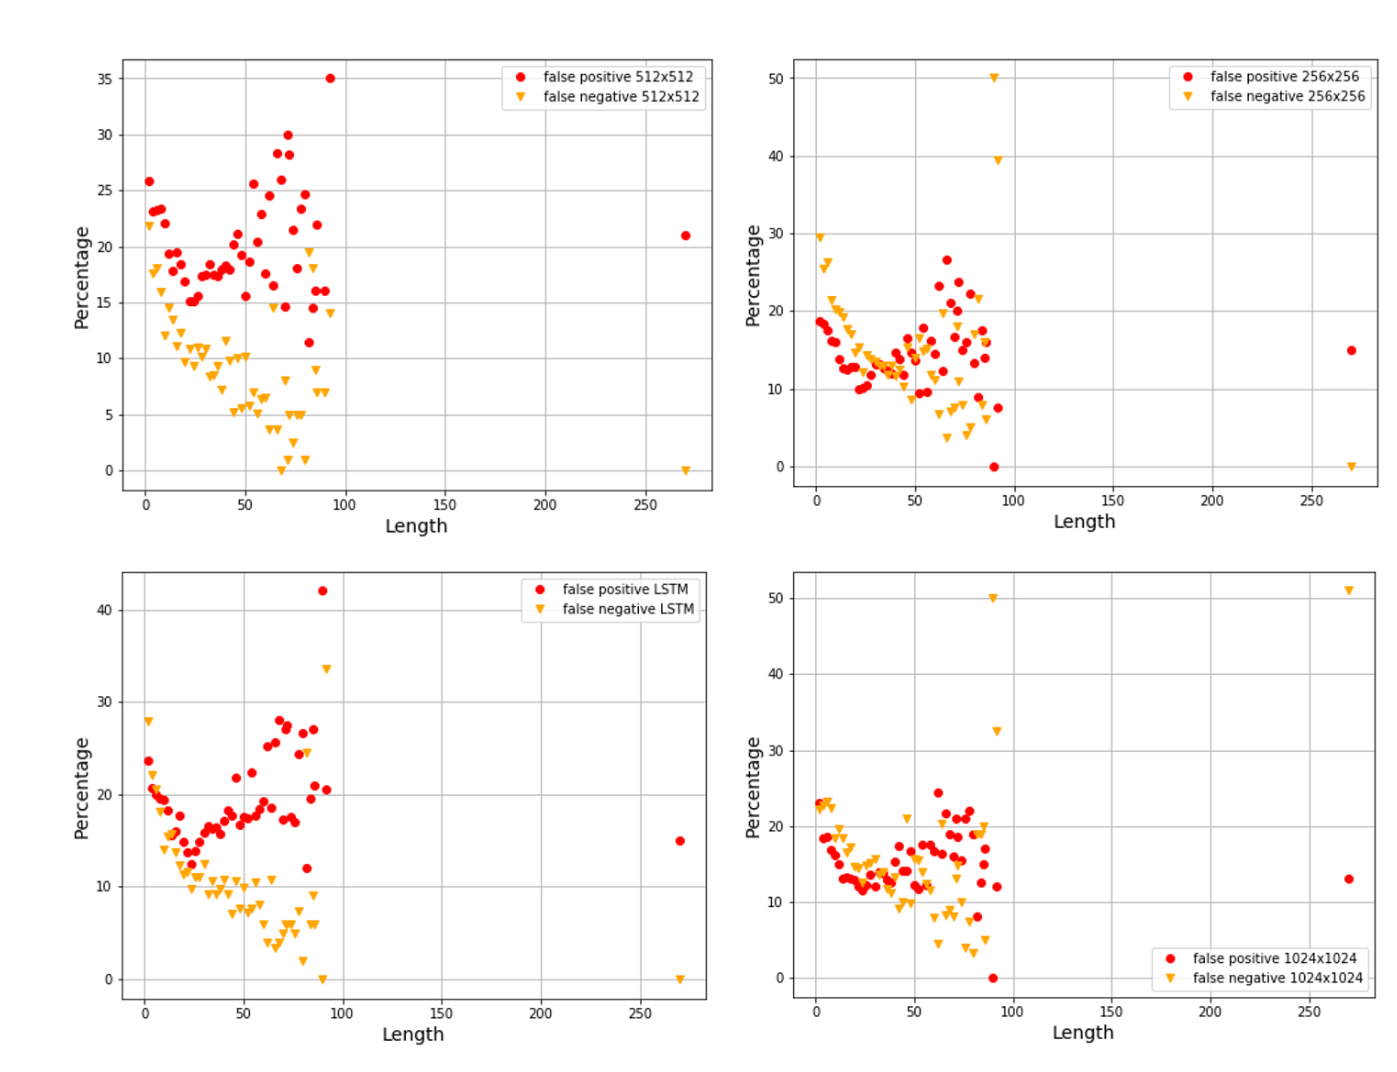 false positive 512x512
false negative 512x512
35
30
25
20
15
10
5
0
Percentage
0 50 100 150 200 250
Length
false positive 256x256
false negative 256x256
50
40
30
20
10
0
Percentage
0 50 100 150 200 250
Length
false positive LSTM
false negative LSTM
40
30
20
10
0
Percentage
0 50 100 150 200 250
Length
50
40
30
20
10
0
Percentage
false positive 1024x1024
false negative 1024x1024
0 50 100 150 200 250
Length